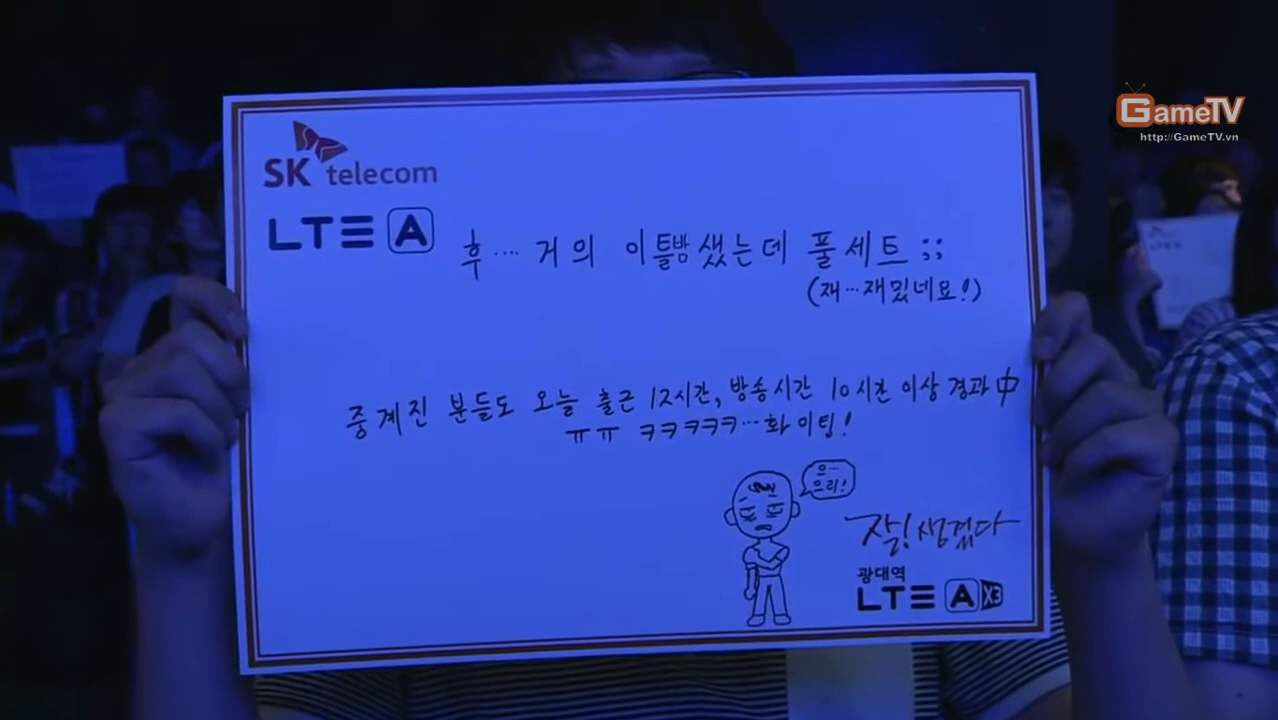 GameTV
http://GameTV.vn
SK telecom
LTE A
후… 거의 이틀밤 샜는데 풀세트 ;;
(재…재밌네요!)
중계진 분들도 오늘 출근 12시간, 방송시간 10시간 이상 경과中
ㅠㅠ ㅋㅋㅋㅋㅋ…화이팅!
으…
으리!
잘! 생겼다
광대역
LTE A X3